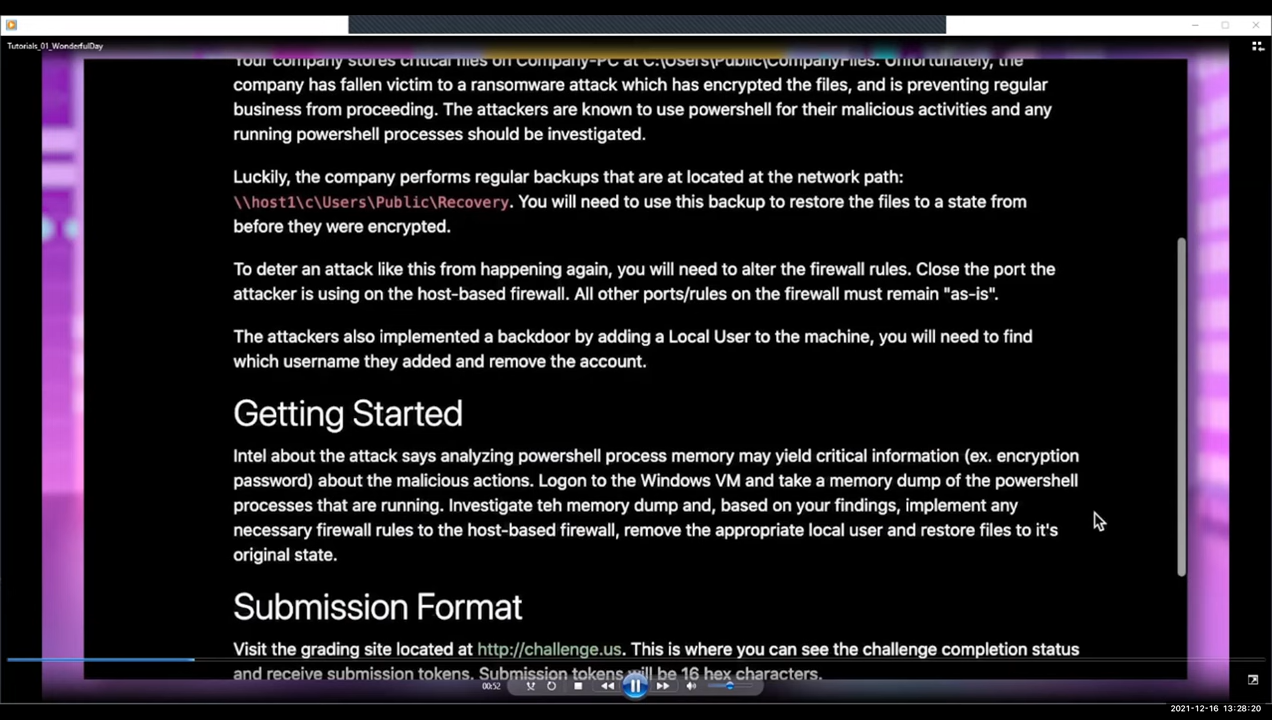 Tutorials_01_WonderfulDay
Your company stores critical files on Company-PC at C:\Users\Public\CompanyFiles. Unfortunately, the
company has fallen victim to a ransomware attack which has encrypted the files, and is preventing regular
business from proceeding. The attackers are known to use powershell for their malicious activities and any
running powershell processes should be investigated.
Luckily, the company performs regular backups that are at located at the network path:
\\host1\c\Users\Public\Recovery. You will need to use this backup to restore the files to a state from
before they were encrypted.
To deter an attack like this from happening again, you will need to alter the firewall rules. Close the port the
attacker is using on the host-based firewall. All other ports/rules on the firewall must remain "as-is".
The attackers also implemented a backdoor by adding a Local User to the machine, you will need to find
which username they added and remove the account.
Getting Started
Intel about the attack says analyzing powershell process memory may yield critical information (ex. encryption
password) about the malicious actions. Logon to the Windows VM and take a memory dump of the powershell
processes that are running. Investigate teh memory dump and, based on your findings, implement any
necessary firewall rules to the host-based firewall, remove the appropriate local user and restore files to it's
original state.
Submission Format
Visit the grading site located at http://challenge.us. This is where you can see the challenge completion status
and receive submission tokens. Submission tokens will be 16 hex characters.
00:52
2021-12-16 13:28:20